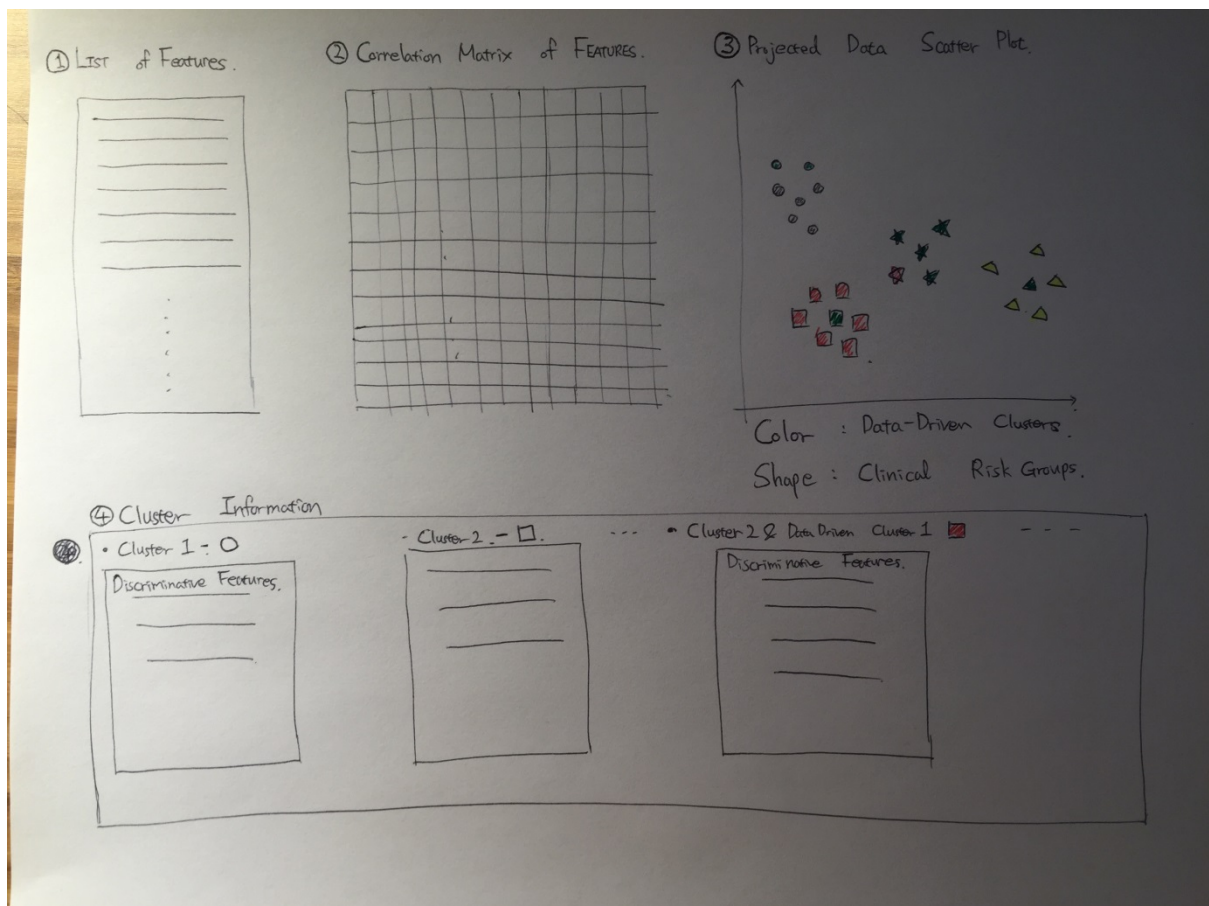 ① LIST of Features.
② Correlation Matrix of FEATURES.
③ Projected Data Scatter Plot.
Color : Data-Driven Clusters.
Shape : Clinical Risk Groups.
④ Cluster Information
• Cluster 1 - O
Discriminative Features.
- Cluster 2 - □. ...
• Cluster 2 & Data Driven Cluster 1 - - -
Discriminative Features.